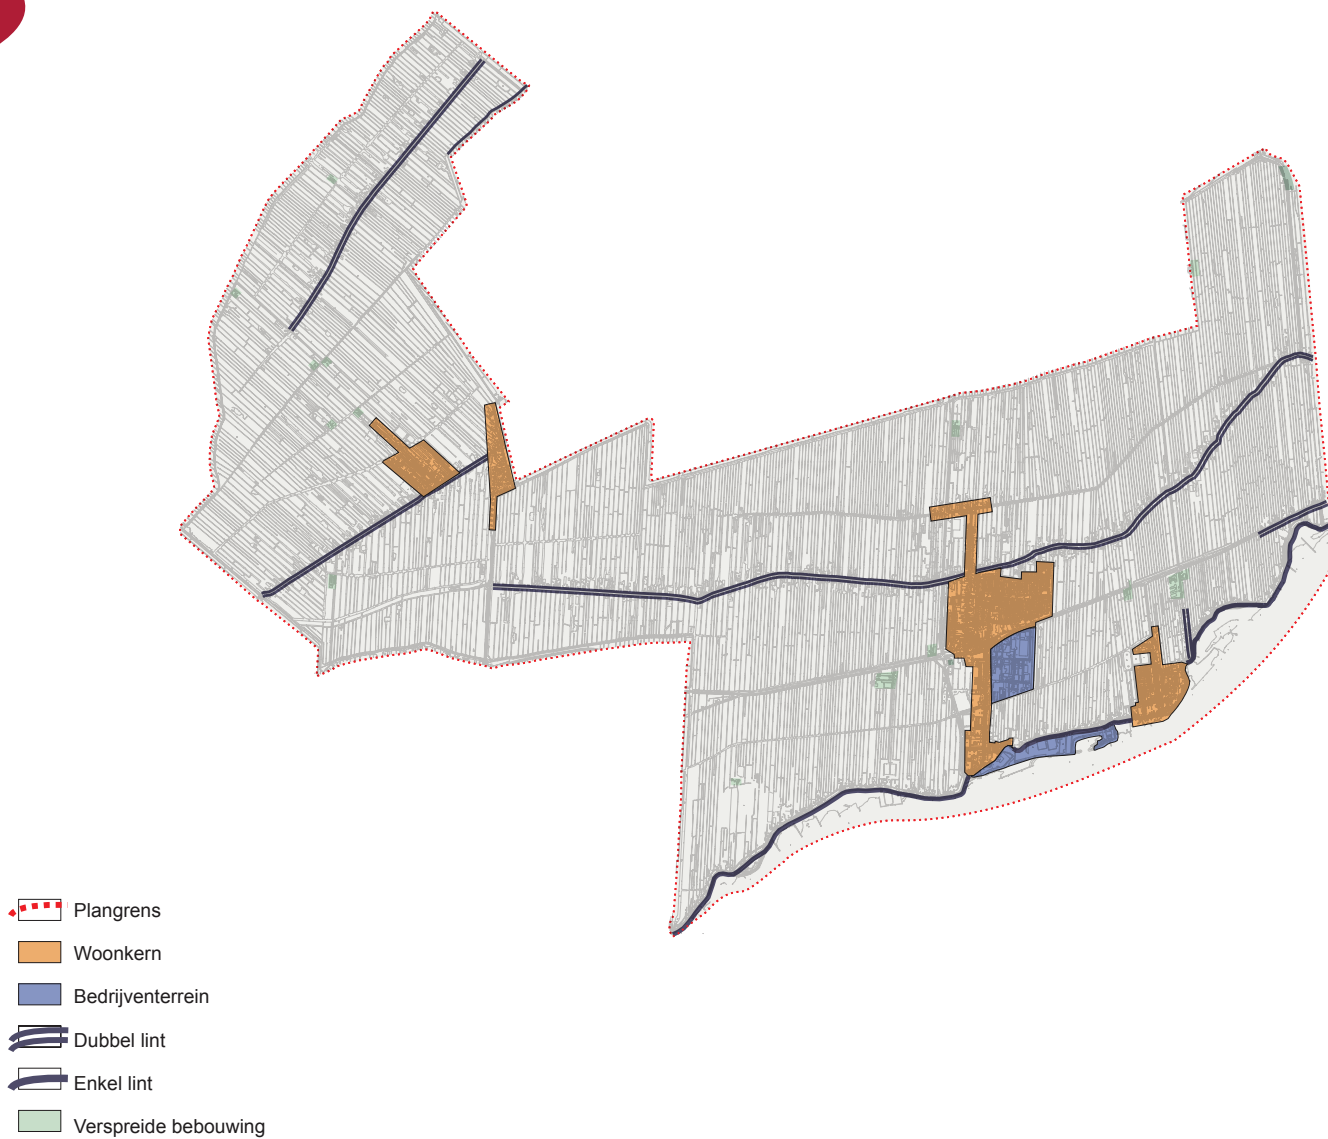 Plangrens
Woonkern
Bedrijventerrein
Dubbel lint
Enkel lint
Verspreide bebouwing